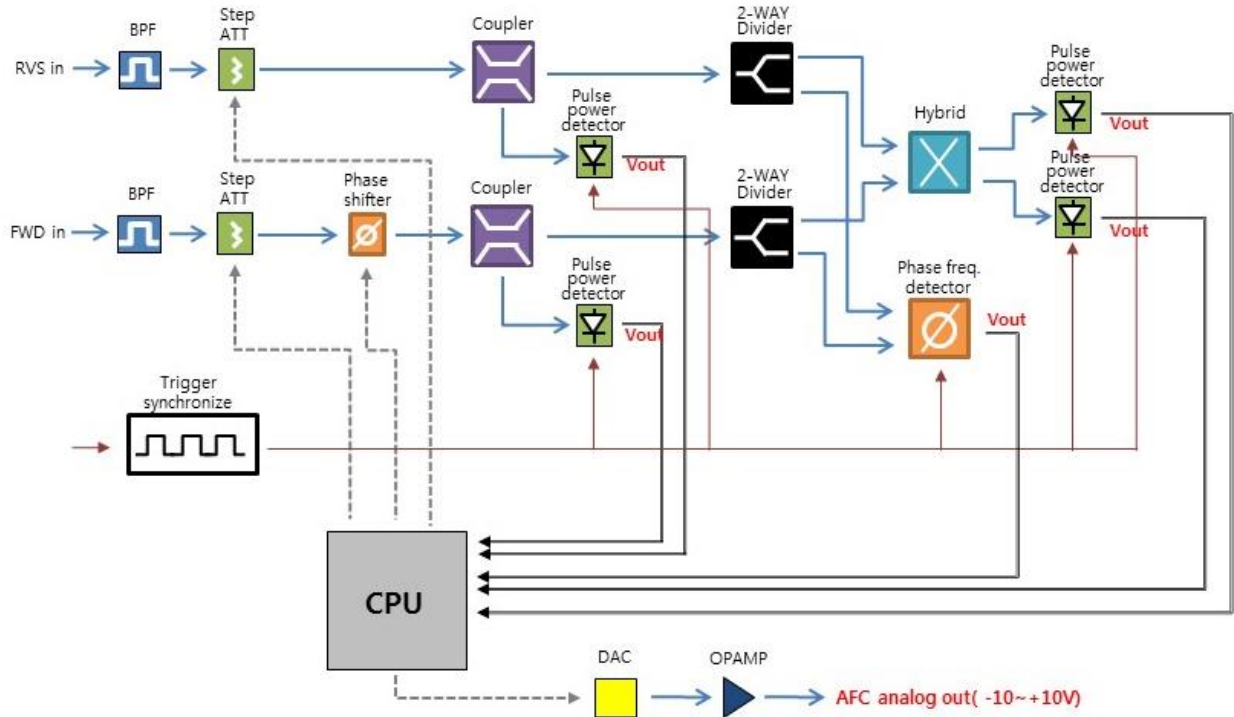 Step
ATT
BPF
RVS in
Coupler
2-WAY
Divider
Pulse
power
detector
Vout
Hybrid
Pulse
power
detector
Vout
Pulse
power
detector
Vout
Step
ATT
BPF
FWD in
Phase
shifter
Coupler
2-WAY
Divider
Pulse
power
detector
Vout
Phase freq.
detector
Vout
Trigger
synchronize
CPU
DAC
OPAMP
AFC analog out( -10~+10V)